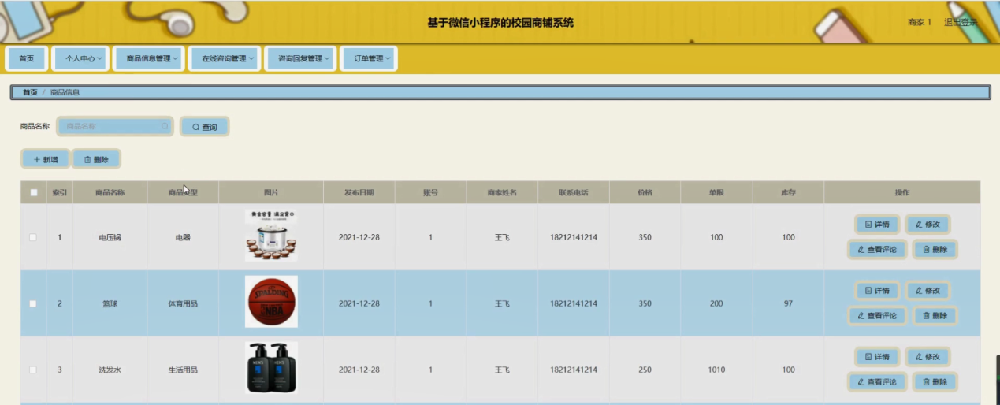 基于微信小程序的校园商铺系统
商家 1 退出登录
首页 个人中心 商品信息管理 在线咨询管理 咨询回复管理 订单管理
首页 / 商品信息
商品名称 商品名称 查询
新增 删除
索引 商品名称 商品类型 图片 发布日期 账号 商家姓名 联系电话 价格 单限 库存 操作
1 电压锅 电器 2021-12-28 1 王飞 18212141214 350 100 100 详情 修改
查看评论 删除
2 篮球 体育用品 SPALDING NBA 2021-12-28 1 王飞 18212141214 350 200 97 详情 修改
查看评论 删除
3 洗发水 生活用品 2021-12-28 1 王飞 18212141214 250 1010 100 详情 修改
查看评论 删除